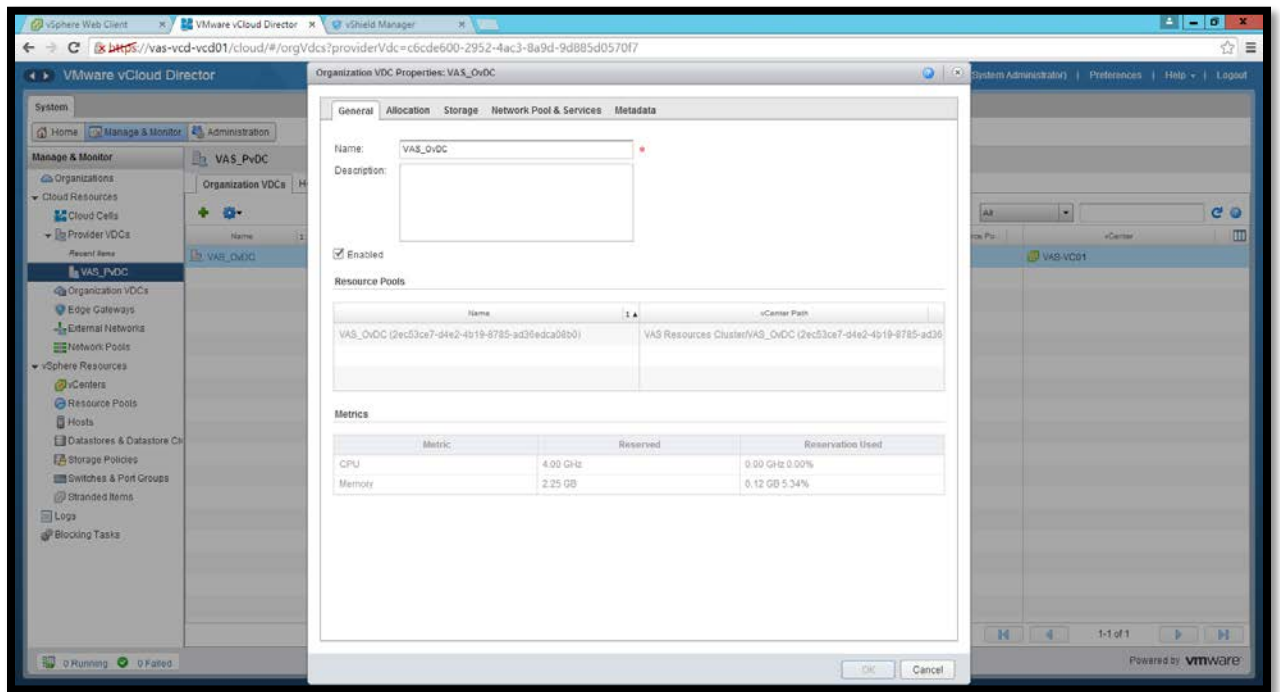 vSphere Web Client
VMware vCloud Director
vShield Manager
https://vas-vcd-vcd01/cloud/#/orgVdcs?providerVdc=c6cde600-2952-4ac3-8a9d-9d885d0570f7
VMware vCloud Director
Organization VDC Properties: VAS_OvDC
System Administrator) | Preferences | Help | Logout
System
Home
Manage & Monitor
Administration
Manage & Monitor
Organizations
Cloud Resources
Cloud Cells
Provider VDCs
Recent Items
VAS_PvDC
Organization VDCs
Edge Gateways
External Networks
Network Pools
vSphere Resources
vCenters
Resource Pools
Hosts
Datastores & Datastore Clu
Storage Policies
Switches & Port Groups
Stranded Items
Logs
Blocking Tasks
VAS_PvDC
Organization VDCs
H
Name
1
VAS_OvDC
General Allocation Storage Network Pool & Services Metadata
Name: VAS_OvDC *
Description:
Enabled
Resource Pools
Name 1 ▲ vCenter Path
VAS_OvDC (2ec53ce7-d4e2-4b19-8785-ad36edca08b0) VAS Resources Cluster/VAS_OvDC (2ec53ce7-d4e2-4b19-8785-ad36
Metrics
Metric Reserved Reservation Used
CPU 4.00 GHz 0.00 GHz 0.00%
Memory 2.25 GB 0.12 GB 5.34%
OK Cancel
All
vCenter
VAS-VC01
1-1 of 1
0 Running 0 Failed
Powered by vmware